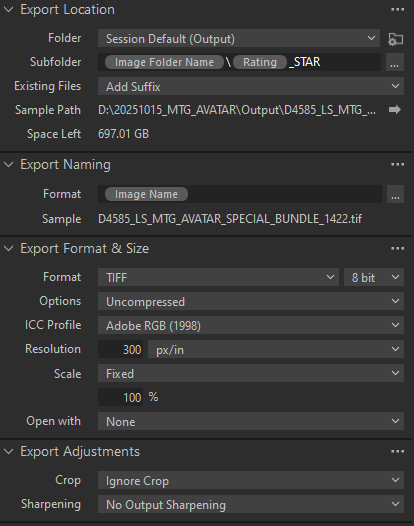 Export Location
Folder Session Default (Output)
Subfolder Image Folder Name \ Rating _STAR ...
Existing Files Add Suffix
Sample Path D:\20251015_MTG_AVATAR\Output\D4585_LS_MTG_...
Space Left 697.01 GB
Export Naming
Format Image Name ...
Sample D4585_LS_MTG_AVATAR_SPECIAL_BUNDLE_1422.tif
Export Format & Size
Format TIFF 8 bit
Options Uncompressed
ICC Profile Adobe RGB (1998)
Resolution 300 px/in
Scale Fixed
100 %
Open with None
Export Adjustments
Crop Ignore Crop
Sharpening No Output Sharpening